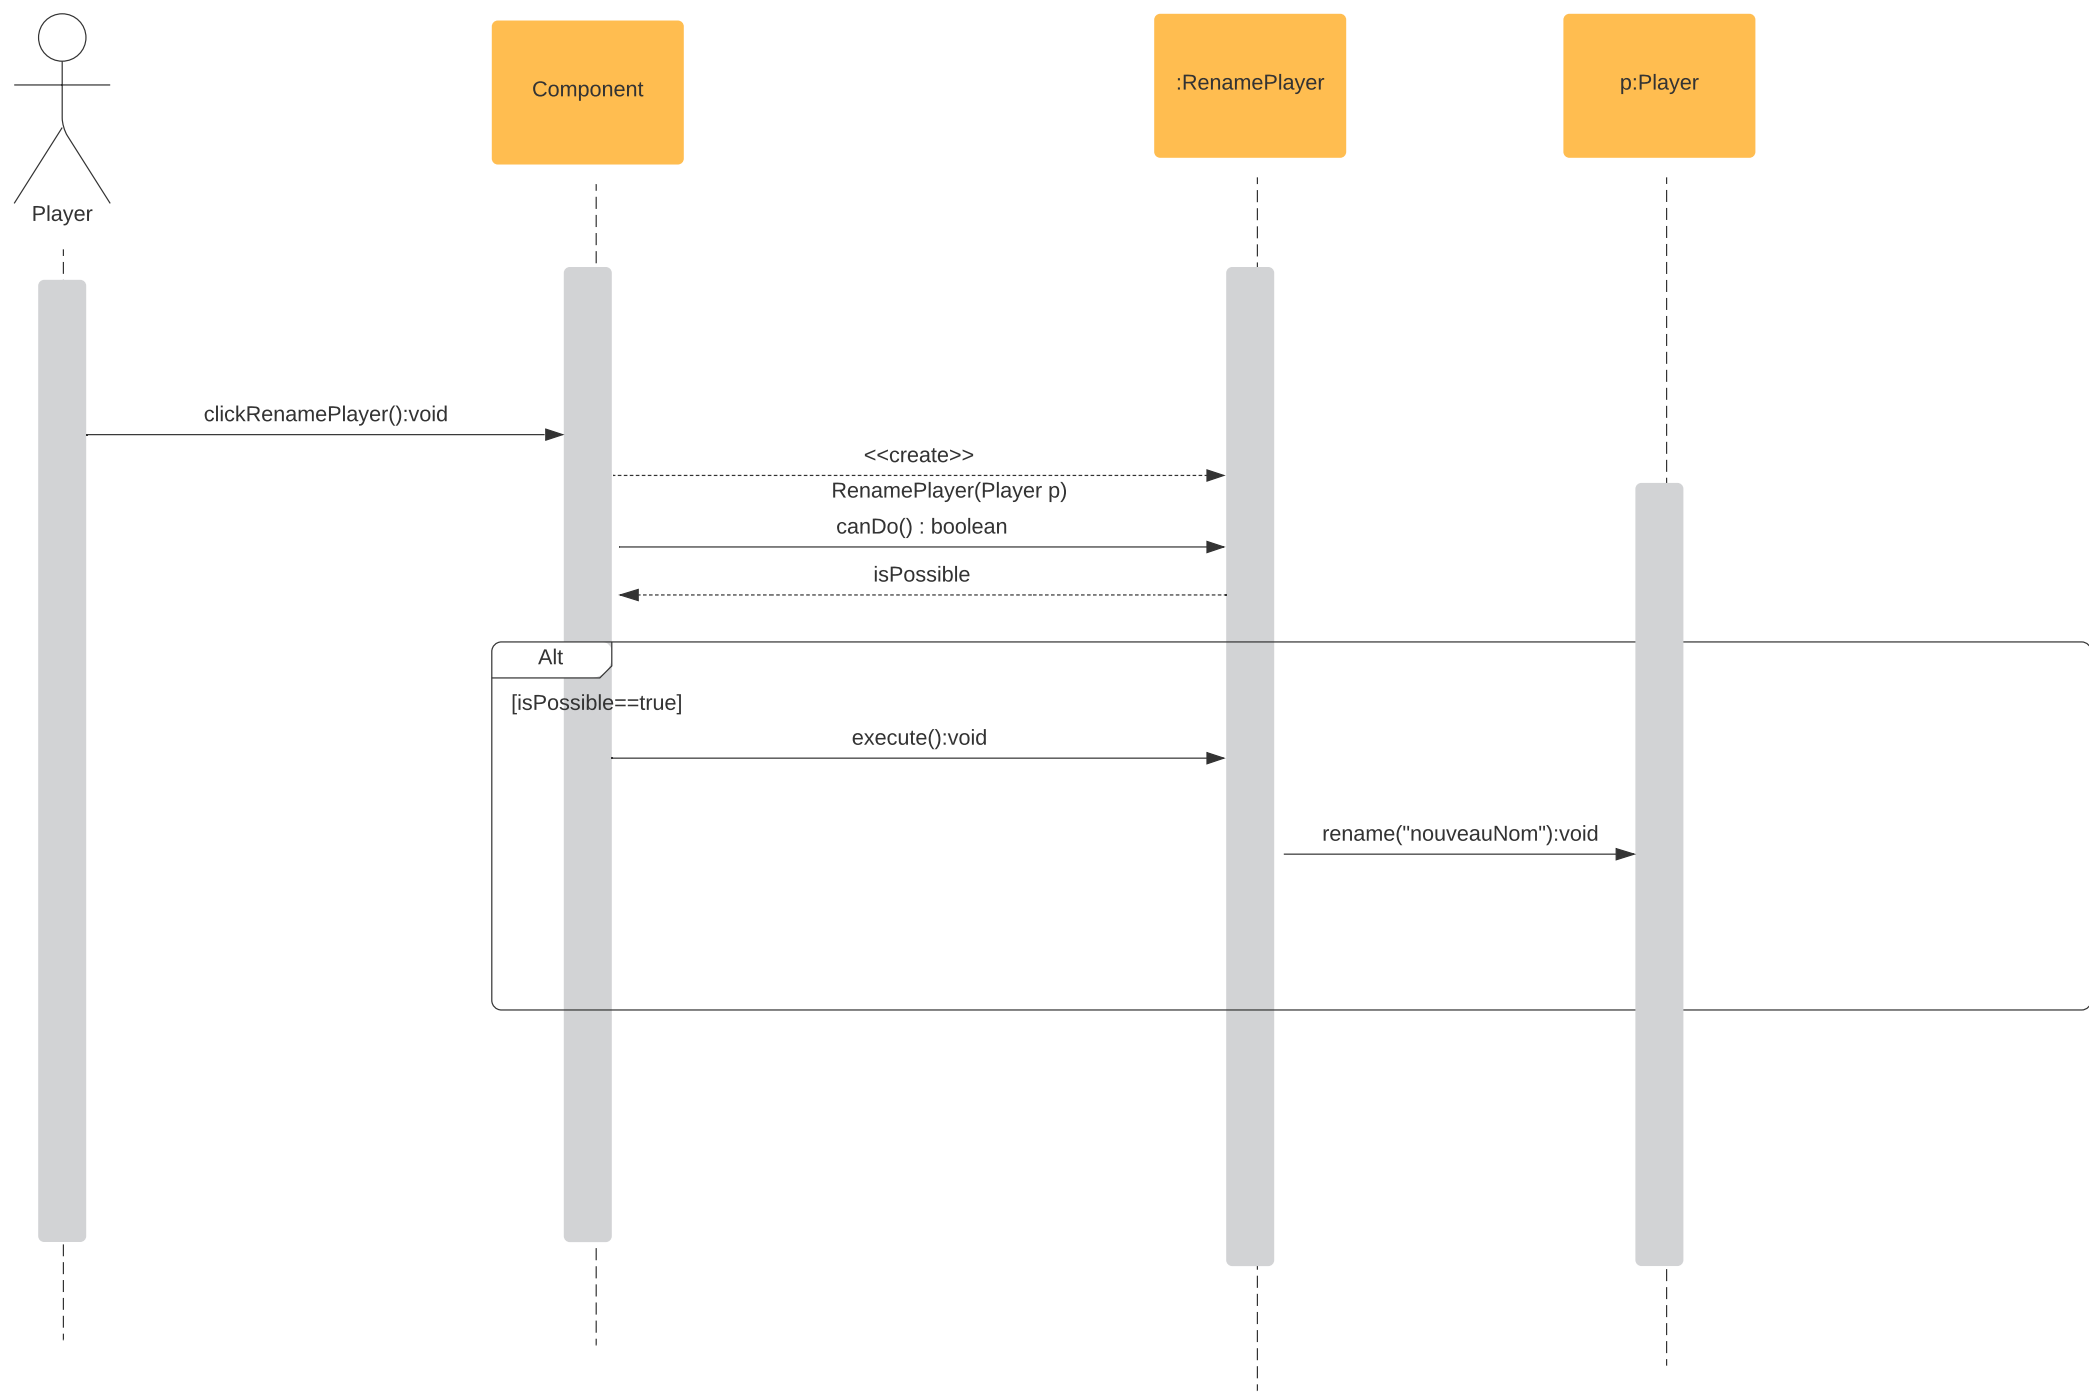 Player
Component
:RenamePlayer
p:Player
clickRenamePlayer():void
<<create>>
RenamePlayer(Player p)
canDo() : boolean
isPossible
Alt
[isPossible==true]
execute():void
rename("nouveauNom"):void